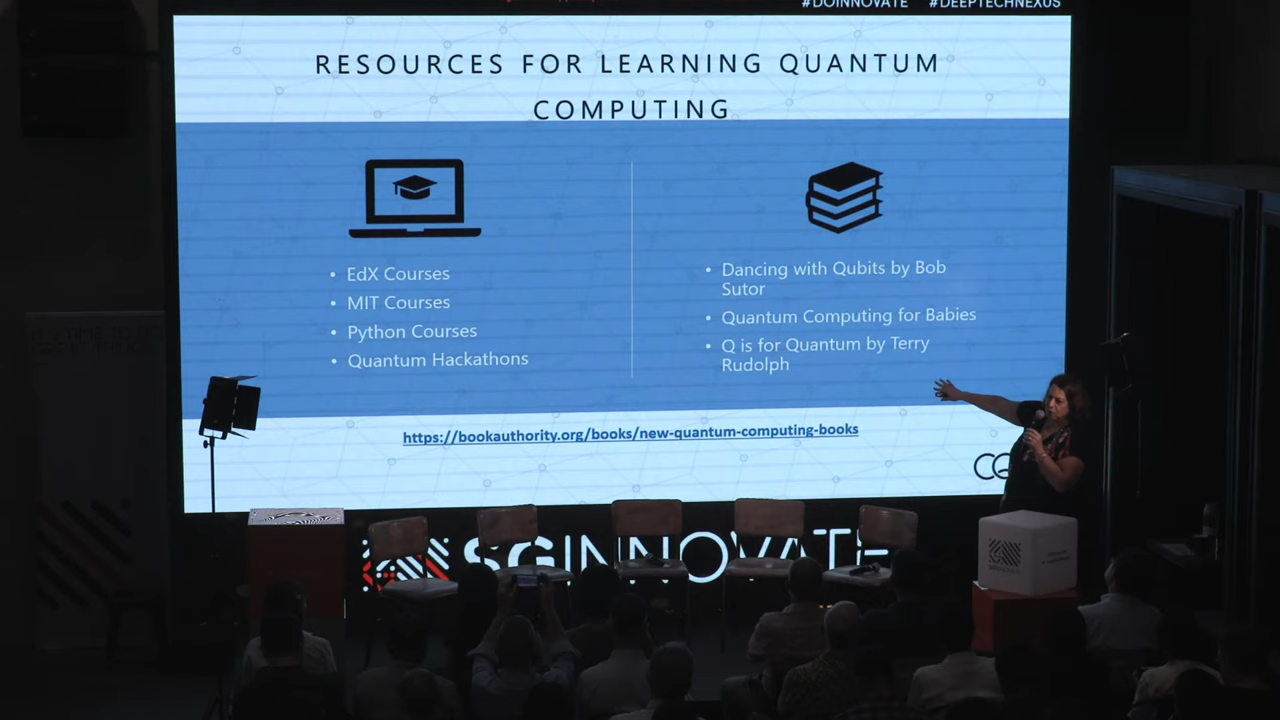 #DOINNOVATE #DEEPTECHNEXUS
RESOURCES FOR LEARNING QUANTUM
COMPUTING
• EdX Courses
• MIT Courses
• Python Courses
• Quantum Hackathons
• Dancing with Qubits by Bob
Sutor
• Quantum Computing for Babies
• Q is for Quantum by Terry
Rudolph
https://bookauthority.org/books/new-quantum-computing-books
CQ
SGINNOVATE
SGINNOVATE